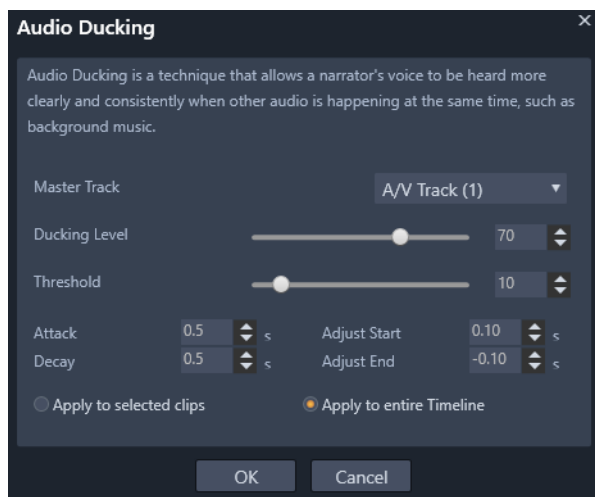 Audio Ducking
Audio Ducking is a technique that allows a narrator's voice to be heard more
clearly and consistently when other audio is happening at the same time, such as
background music.
Master Track A/V Track (1)
Ducking Level 70
Threshold 10
Attack 0.5 s Adjust Start 0.10 s
Decay 0.5 s Adjust End -0.10 s
Apply to selected clips Apply to entire Timeline
OK Cancel